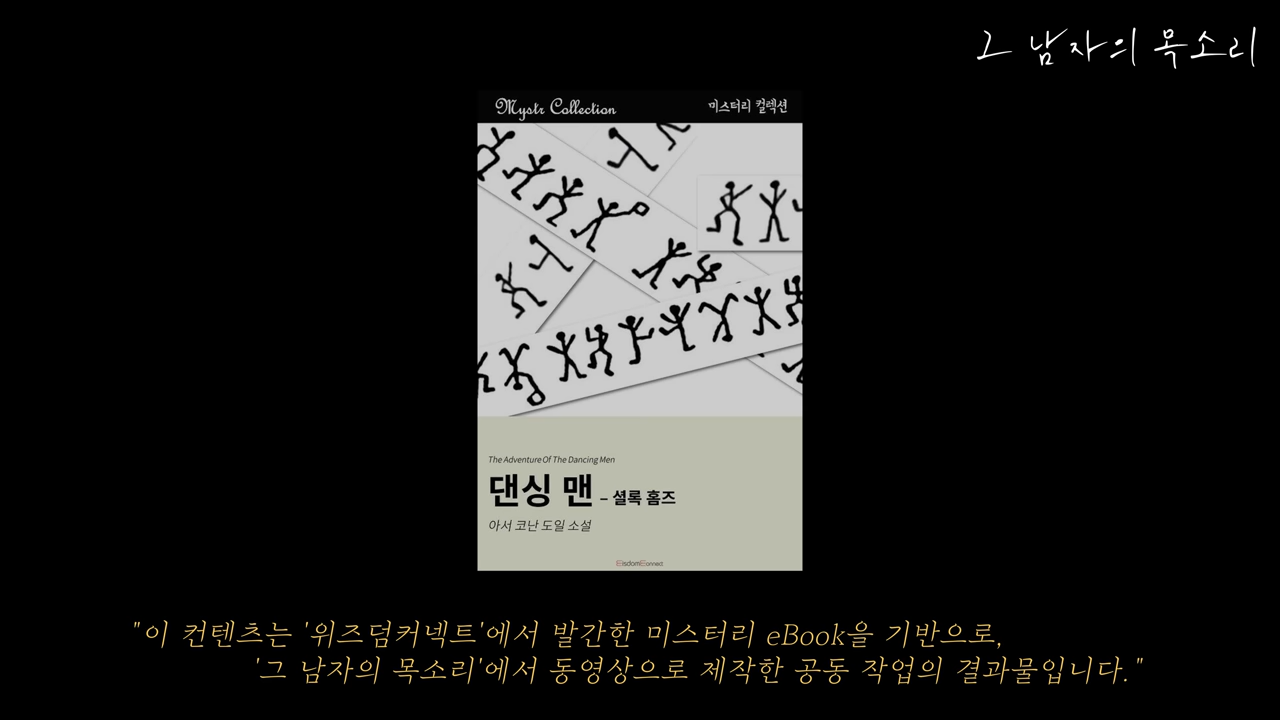 그 남자의 목소리
Mystr Collection 미스터리 컬렉션
The Adventure Of The Dancing Men
댄싱 맨 – 셜록 홈즈
아서 코난 도일 소설
"이 컨텐츠는 '위즈덤커넥트'에서 발간한 미스터리 eBook을 기반으로,
'그 남자의 목소리'에서 동영상으로 제작한 공동 작업의 결과물입니다."